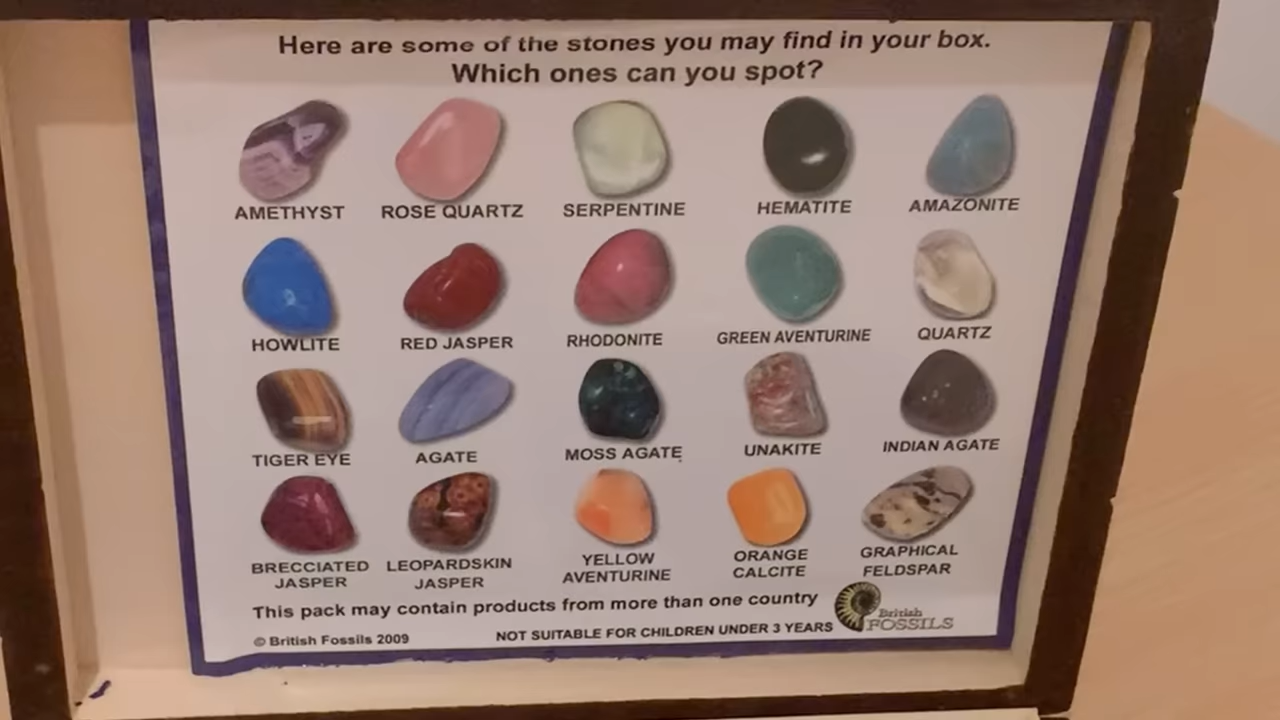 Here are some of the stones you may find in your box.
Which ones can you spot?
AMETHYST ROSE QUARTZ SERPENTINE HEMATITE AMAZONITE
HOWLITE RED JASPER RHODONITE GREEN AVENTURINE QUARTZ
TIGER EYE AGATE MOSS AGATE UNAKITE INDIAN AGATE
BRECCIATED LEOPARDSKIN YELLOW ORANGE GRAPHICAL
JASPER JASPER AVENTURINE CALCITE FELDSPAR
This pack may contain products from more than one country
© British Fossils 2009 NOT SUITABLE FOR CHILDREN UNDER 3 YEARS
British
FOSSILS